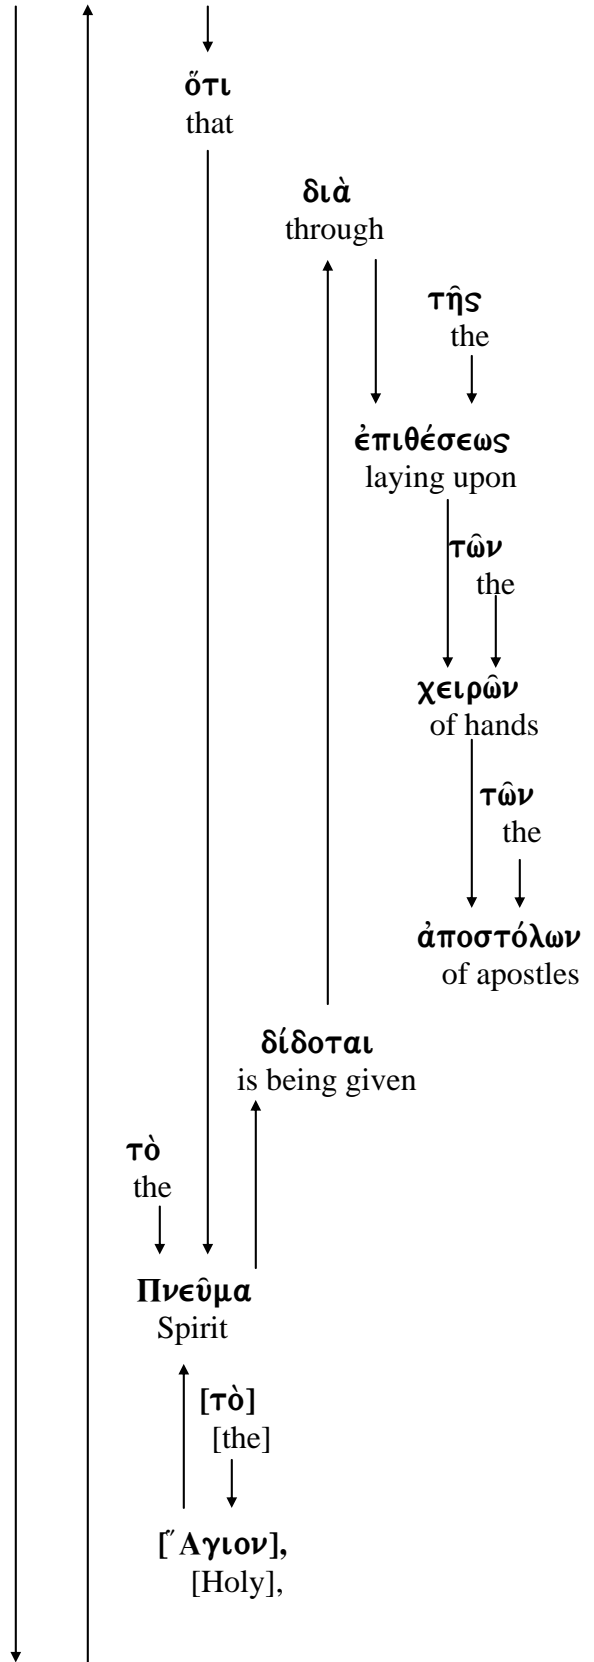 ὅτι
that
διὰ
through
τῆς
the
ἐπιθέσεως
laying upon
τῶν
the
χειρῶν
of hands
τῶν
the
ἀποστόλων
of apostles
δίδοται
is being given
τὸ
the
Πνεῦμα
Spirit
[τὸ]
[the]
[Ἅγιον],
[Holy],